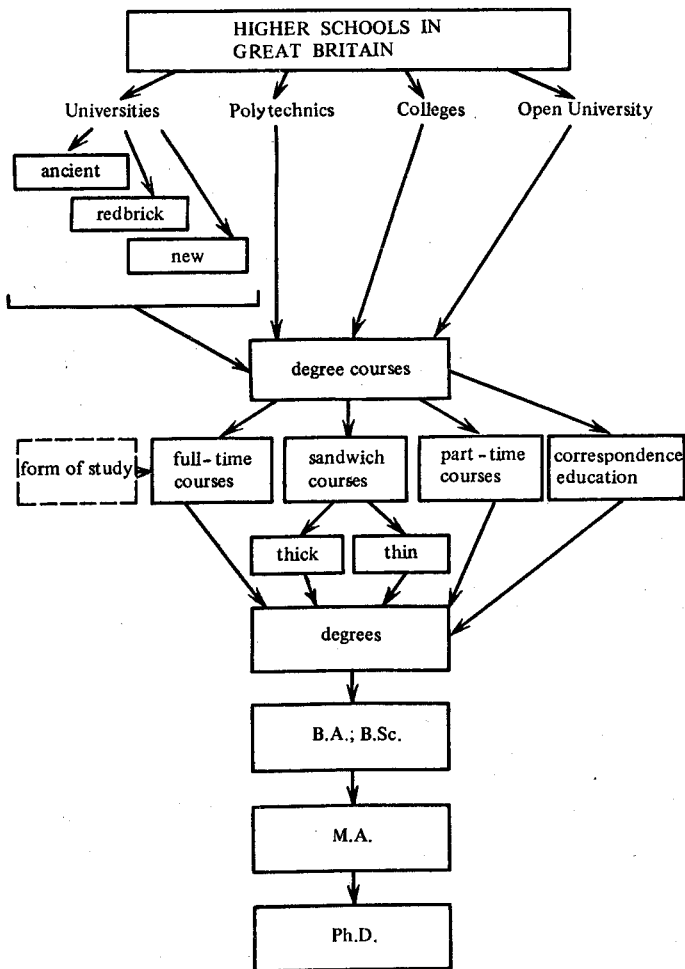 HIGHER SCHOOLS IN
GREAT BRITAIN
Universities
Polytechnics
Colleges
Open University
ancient
redbrick
new
degree courses
form of study
full-time
courses
sandwich
courses
part-time
courses
correspondence
education
thick
thin
degrees
B.A.; B.Sc.
M.A.
Ph.D.